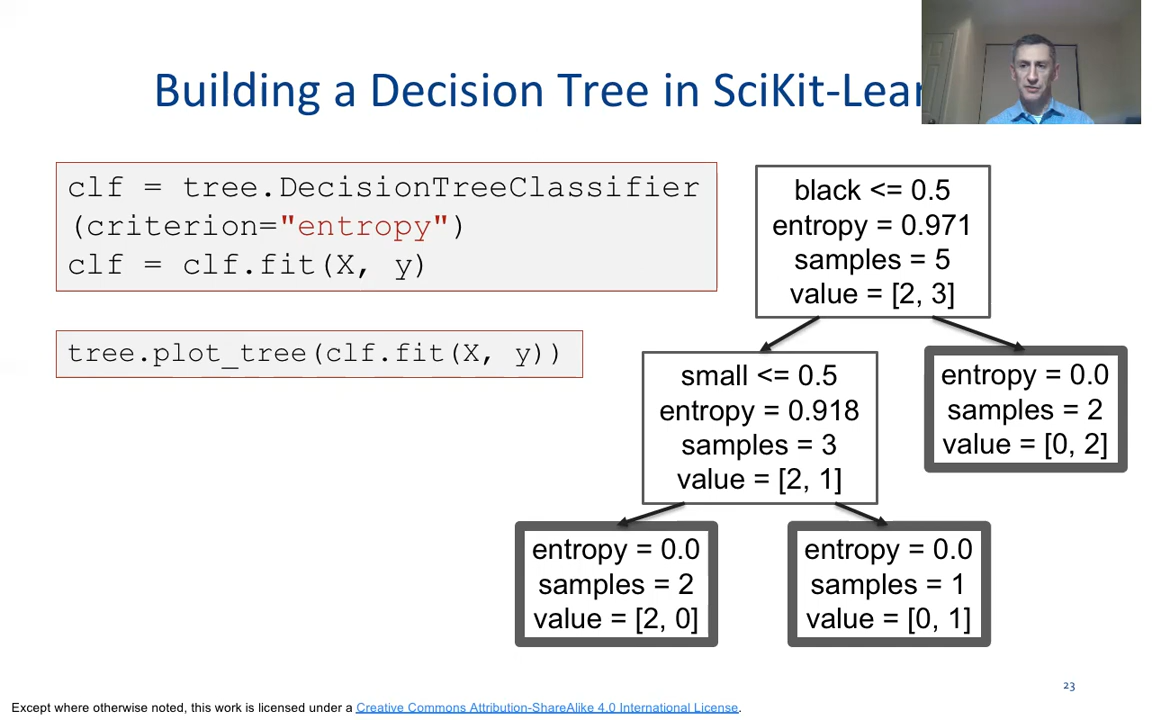 Building a Decision Tree in SciKit-Lear
clf = tree.DecisionTreeClassifier
(criterion="entropy")
clf = clf.fit(X, y)
tree.plot_tree(clf.fit(X, y))
black <= 0.5
entropy = 0.971
samples = 5
value = [2, 3]
small <= 0.5
entropy = 0.918
samples = 3
value = [2, 1]
entropy = 0.0
samples = 2
value = [0, 2]
entropy = 0.0
samples = 2
value = [2, 0]
entropy = 0.0
samples = 1
value = [0, 1]
23
Except where otherwise noted, this work is licensed under a Creative Commons Attribution-ShareAlike 4.0 International License.